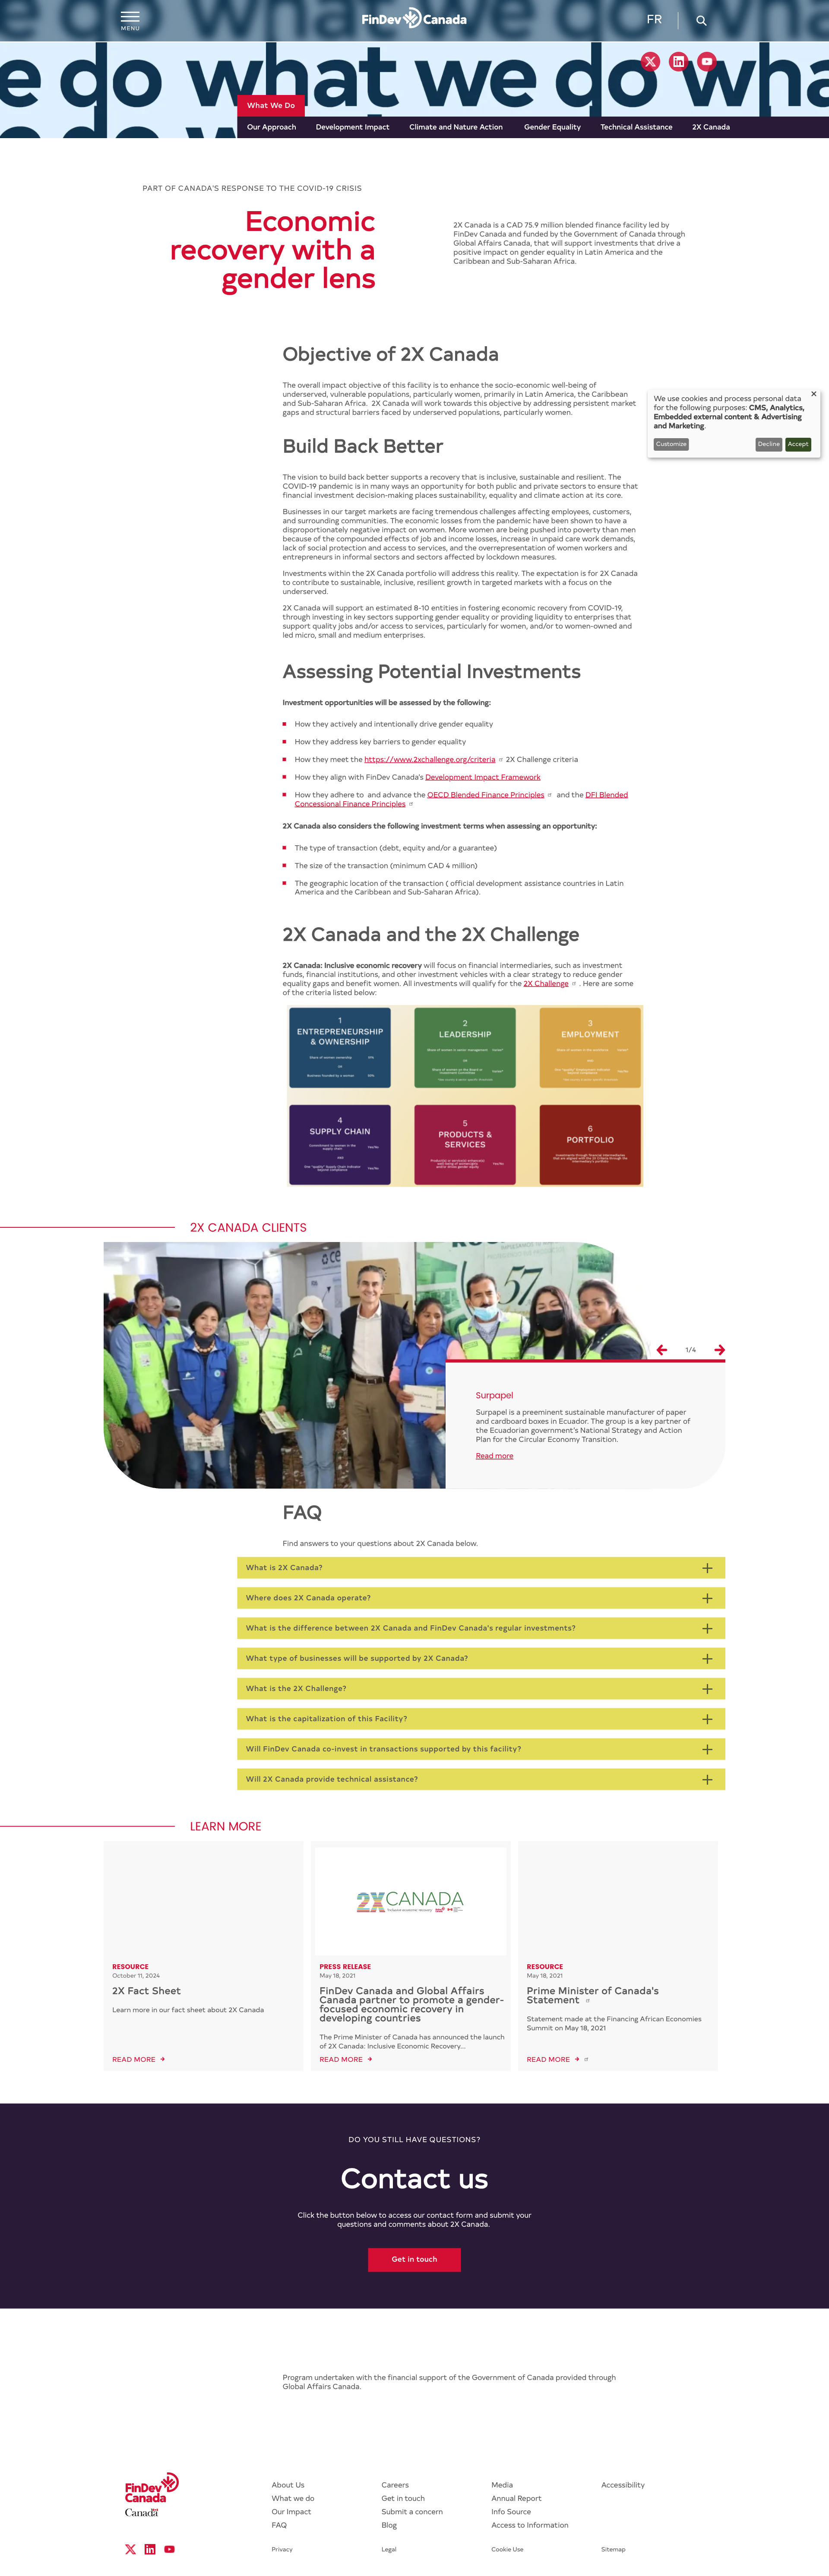 MENU
FinDev Canada
FR
e do what we do what
we do wh
What We Do
Our Approach
Development Impact
Climate and Nature Action
Gender Equality
Technical Assistance
2X Canada
PART OF CANADA'S RESPONSE TO THE COVID-19 CRISIS
Economic
recovery with a
gender lens
2X Canada is a CAD 75.9 million blended finance facility led by
FinDev Canada and funded by the Government of Canada through
Global Affairs Canada, that will support investments that drive a
positive impact on gender equality in Latin America and the
Caribbean and Sub-Saharan Africa.
Objective of 2X Canada
The overall impact objective of this facility is to enhance the socio-economic well-being of
underserved, vulnerable populations, particularly women, primarily in Latin America, the Caribbean
and Sub-Saharan Africa. 2X Canada will work towards this objective by addressing persistent market
gaps and structural barriers faced by underserved populations, particularly women.
We use cookies and process personal data
for the following purposes: CMS, Analytics,
Embedded external content & Advertising
and Marketing.
Customize
Decline
Accept
Build Back Better
The vision to build back better supports a recovery that is inclusive, sustainable and resilient. The
COVID-19 pandemic is in many ways an opportunity for both public and private sectors to ensure that
financial investment decision-making places sustainability, equality and climate action at its core.
Businesses in our target markets are facing tremendous challenges affecting employees, customers,
and surrounding communities. The economic losses from the pandemic have been shown to have a
disproportionately negative impact on women. More women are being pushed into poverty than men
because of the compounded effects of job and income losses, increase in unpaid care work demands,
lack of social protection and access to services, and the overrepresentation of women workers and
entrepreneurs in informal sectors and sectors affected by lockdown measures.
Investments within the 2X Canada portfolio will address this reality. The expectation is for 2X Canada
to contribute to sustainable, inclusive, resilient growth in targeted markets with a focus on the
underserved.
2X Canada will support an estimated 8-10 entities in fostering economic recovery from COVID-19,
through investing in key sectors supporting gender equality or providing liquidity to enterprises that
support quality jobs and/or access to services, particularly for women, and/or to women-owned and
led micro, small and medium enterprises.
Assessing Potential Investments
Investment opportunities will be assessed by the following:
How they actively and intentionally drive gender equality
How they address key barriers to gender equality
How they meet the https://www.2xchallenge.org/criteria 2X Challenge criteria
How they align with FinDev Canada's Development Impact Framework
How they adhere to and advance the OECD Blended Finance Principles and the DFI Blended
Concessional Finance Principles
2X Canada also considers the following investment terms when assessing an opportunity:
The type of transaction (debt, equity and/or a guarantee)
The size of the transaction (minimum CAD 4 million)
The geographic location of the transaction ( official development assistance countries in Latin
America and the Caribbean and Sub-Saharan Africa).
2X Canada and the 2X Challenge
2X Canada: Inclusive economic recovery will focus on financial intermediaries, such as investment
funds, financial institutions, and other investment vehicles with a clear strategy to reduce gender
equality gaps and benefit women. All investments will qualify for the 2X Challenge . Here are some
of the criteria listed below:
1
ENTREPRENEURSHIP
& OWNERSHIP
Share of women ownership 51%
OR
Business founded by a women
2
LEADERSHIP
3
EMPLOYMENT
4
SUPPLY CHAIN
5
PRODUCTS &
SERVICES
6
PORTFOLIO
2X CANADA CLIENTS
57
1/4
Surpapel
Surpapel is a preeminent sustainable manufacturer of paper
and cardboard boxes in Ecuador. The group is a key partner of
the Ecuadorian government's National Strategy and Action
Plan for the Circular Economy Transition.
Read more
FAQ
Find answers to your questions about 2X Canada below.
What is 2X Canada?
Where does 2X Canada operate?
What is the difference between 2X Canada and FinDev Canada's regular investments?
What type of businesses will be supported by 2X Canada?
What is the 2X Challenge?
What is the capitalization of this Facility?
Will FinDev Canada co-invest in transactions supported by this facility?
Will 2X Canada provide technical assistance?
LEARN MORE
RESOURCE
October 11, 2024
2X Fact Sheet
Learn more in our fact sheet about 2X Canada
READ MORE
2XCANADA
Inclusive economic recovery
PRESS RELEASE
May 18, 2021
FinDev Canada and Global Affairs
Canada partner to promote a gender-
focused economic recovery in
developing countries
The Prime Minister of Canada has announced the launch
of 2X Canada: Inclusive Economic Recovery...
READ MORE
RESOURCE
May 18, 2021
Prime Minister of Canada's
Statement
Statement made at the Financing African Economies
Summit on May 18, 2021
READ MORE
DO YOU STILL HAVE QUESTIONS?
Contact us
Click the button below to access our contact form and submit your
questions and comments about 2X Canada.
Get in touch
Program undertaken with the financial support of the Government of Canada provided through
Global Affairs Canada.
FinDev
Canada
Canada
About Us
What we do
Our Impact
FAQ
Careers
Get in touch
Submit a concern
Blog
Media
Annual Report
Info Source
Access to Information
Accessibility
Privacy
Legal
Cookie Use
Sitemap